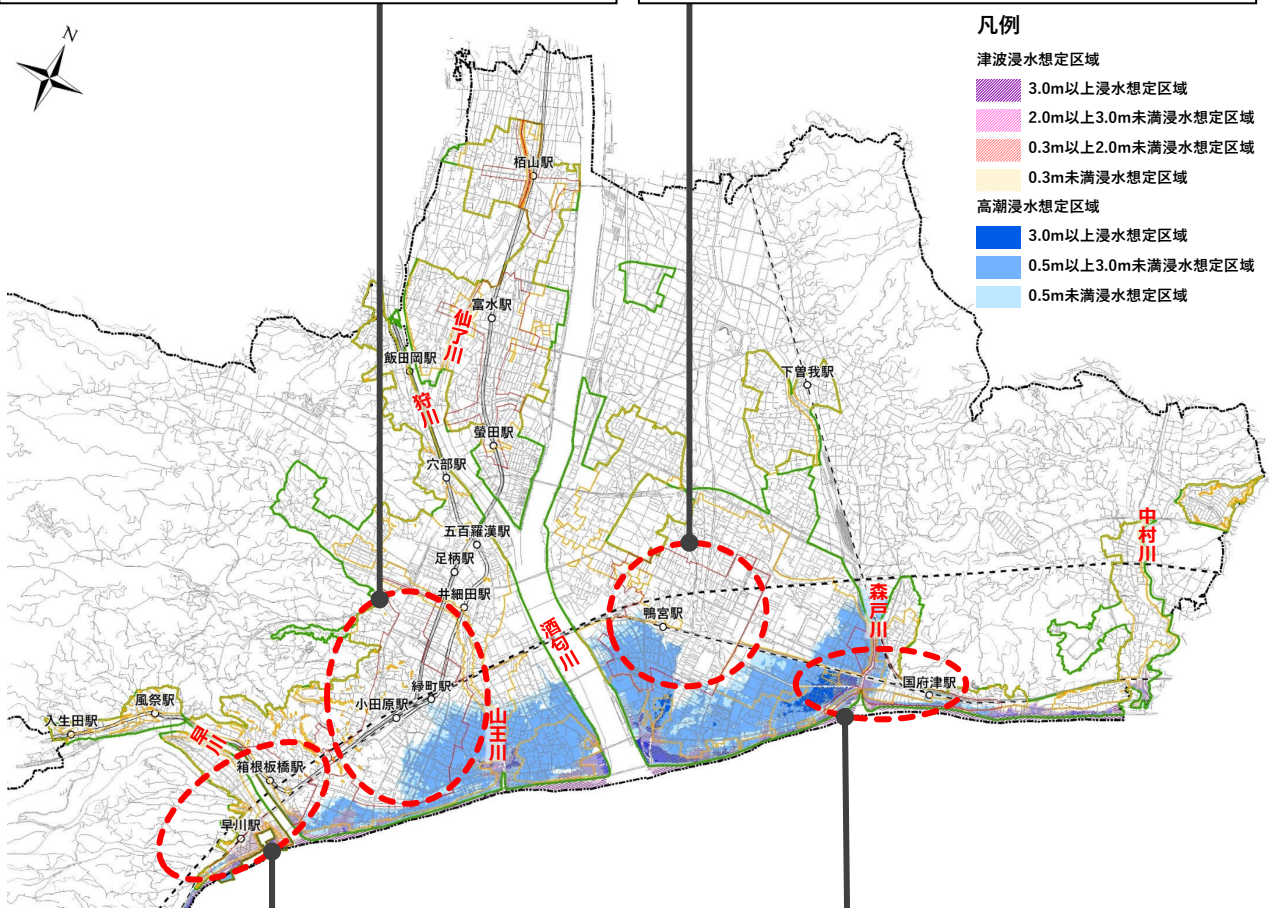 N
凡例
津波浸水想定区域
3.0m以上浸水想定区域
2.0m以上3.0m未満浸水想定区域
0.3m以上2.0m未満浸水想定区域
0.3m未満浸水想定区域
高潮浸水想定区域
3.0m以上浸水想定区域
0.5m以上3.0m未満浸水想定区域
0.5m未満浸水想定区域
栢山駅
富水駅
仙了川
飯田岡駅
狩川
下曽我駅
螢田駅
穴部駅
五百羅漢駅
足柄駅
井細田駅
中村川
酒匂川
鴨宮駅
森戸川
国府津駅
緑町駅
小田原駅
山王川
風祭駅
入生田駅
早川
箱根板橋駅
早川駅